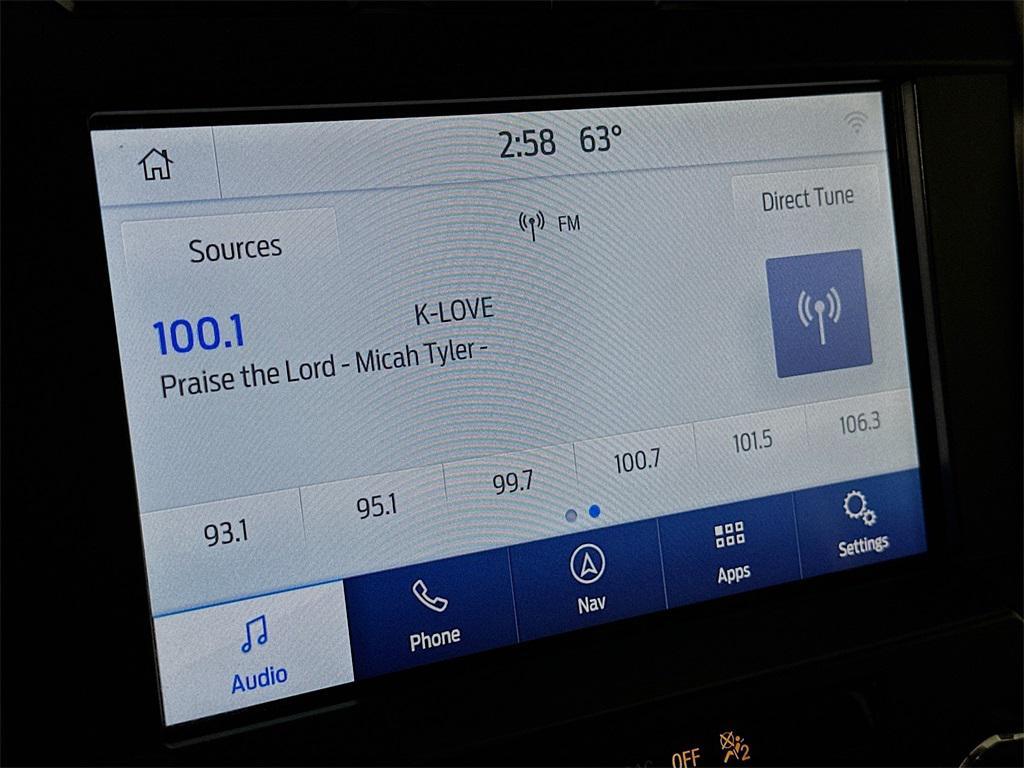 2:58 63°
Sources
FM
Direct Tune
100.1
K-LOVE
Praise the Lord - Micah Tyler -
93.1
95.1
99.7
100.7
101.5
106.3
Audio
Phone
Nav
Apps
Settings
OFF
2